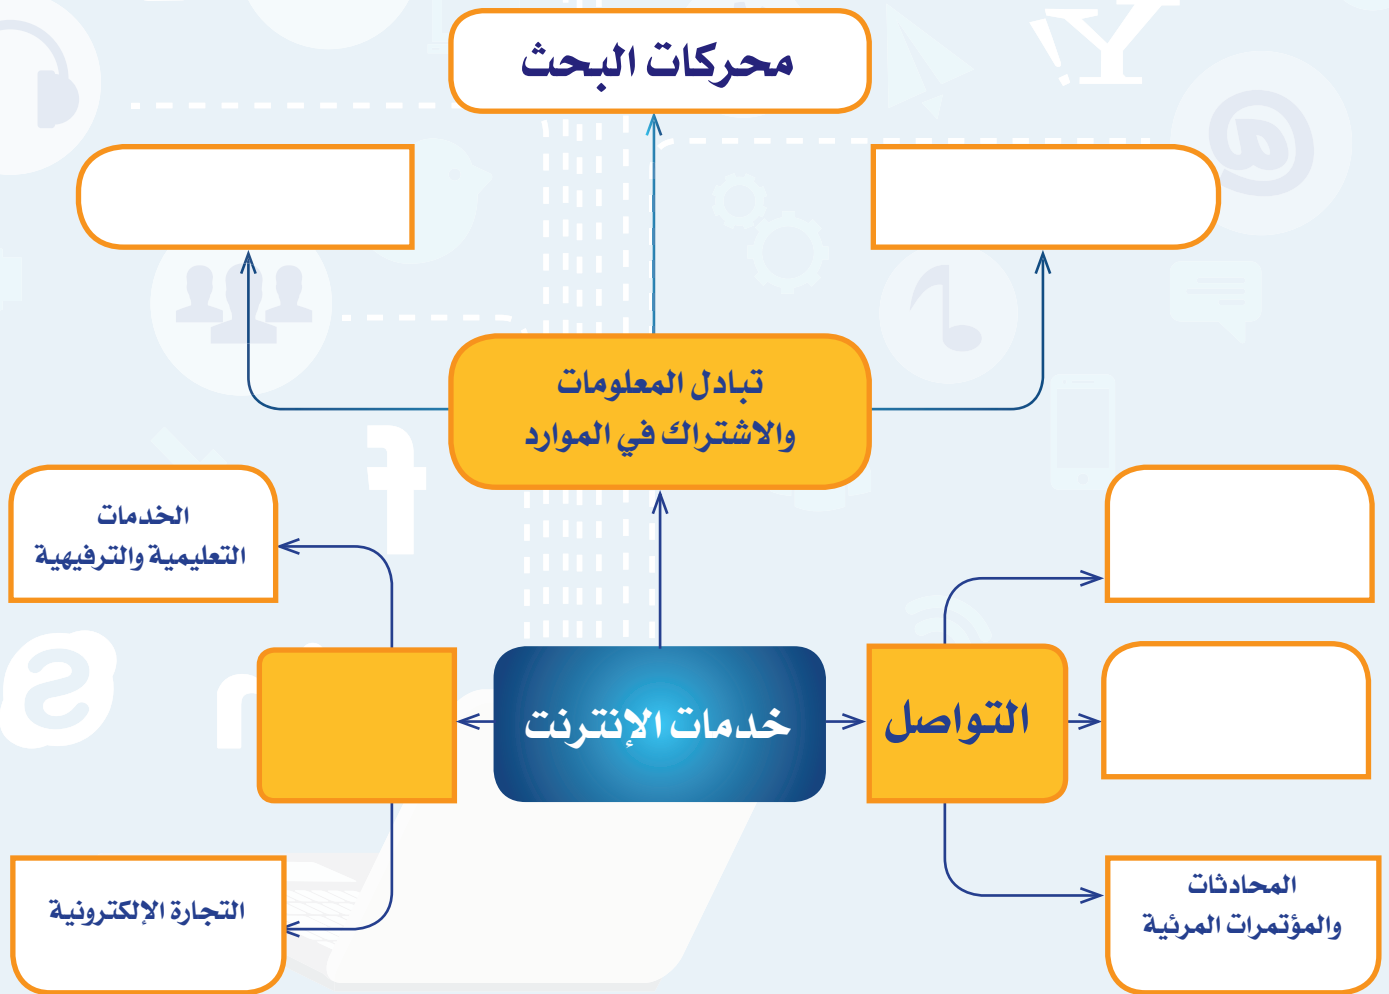 محركات البحث
تبادل المعلومات
والاشتراك في الموارد
الخدمات
التعليمية والترفيهية
خدمات الإنترنت
التواصل
التجارة الإلكترونية
المحادثات
والمؤتمرات المرئية